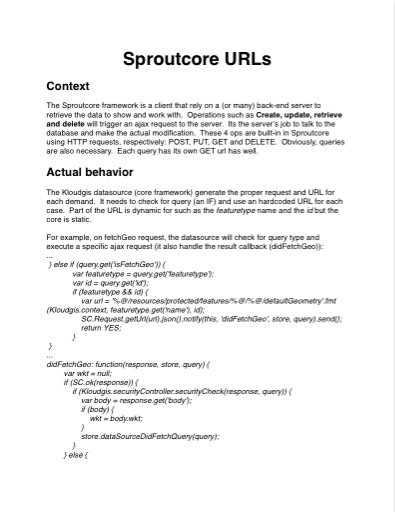 Sproutcore URLs
Context
The Sproutcore framework is a client that rely on a (or many) back-end server to
retrieve the data to show and work with.  Operations such as Create, update, retrieve
and delete will trigger an ajax request to the server.  Its the server's job to talk to the
database and make the actual modification.  These 4 ops are built-in in Sproutcore
using HTTP requests, respectively: POST, PUT, GET and DELETE.  Obviously, queries
are also necessary.  Each query has its own GET url has well.
Actual behavior
The Kloudgis datasource (core framework) generate the proper request and URL for
each demand.  It needs to check for query (an IF) and use an hardcoded URL for each
case.  Part of the URL is dynamic for such as the featuretype name and the id but the
core is static.
For example, on fetchGeo request, the datasource will check for query type and
execute a specific ajax request (it also handle the result callback (didFetchGeo)):
...
} else if (query.get('isFetchGeo')) {
var featuretype = query.get('featuretype');
var id = query.get('id');
if (featuretype && id) {
var url = '%@/resources/protected/features/%@/%@/defaultGeometry'.fmt
(Kloudgis.context, featuretype.get('name'), id);
SC.Request.getUrl(url).json().notify(this, 'didFetchGeo', store, query).send();
return YES;
}
}
...
didFetchGeo: function(response, store, query) {
var wkt = null;
if (SC.ok(response)) {
if (Kloudgis.securityController.securityCheck(response, query)) {
var body = response.get('body');
if (body) {
wkt = body.wkt;
}
store.dataSourceDidFetchQuery(query);
}
} else {